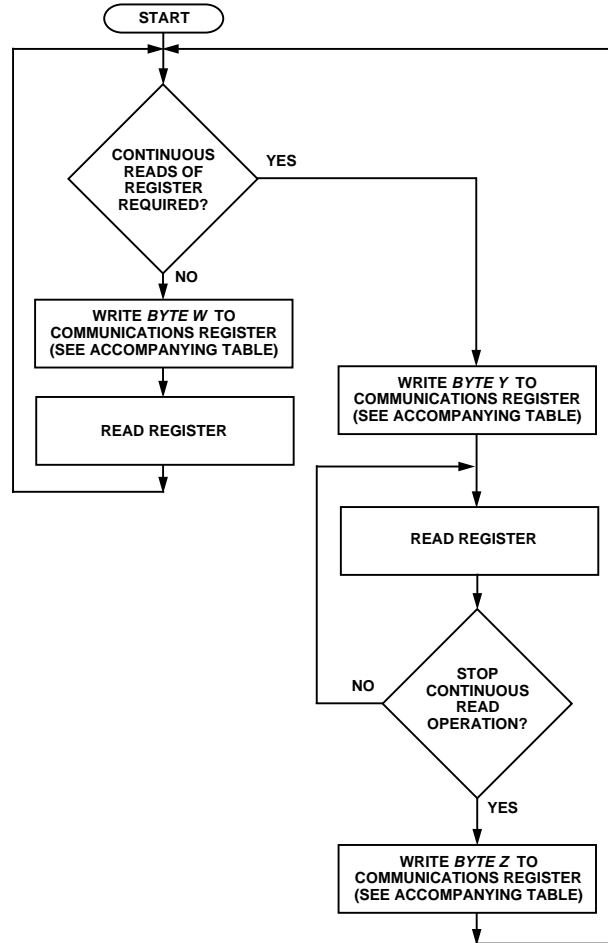 START
CONTINUOUS
READS OF
REGISTER
REQUIRED?
YES
NO
WRITE BYTE W TO
COMMUNICATIONS REGISTER
(SEE ACCOMPANYING TABLE)
READ REGISTER
WRITE BYTE Y TO
COMMUNICATIONS REGISTER
(SEE ACCOMPANYING TABLE)
READ REGISTER
STOP
CONTINUOUS
READ
OPERATION?
NO
YES
WRITE BYTE Z TO
COMMUNICATIONS REGISTER
(SEE ACCOMPANYING TABLE)